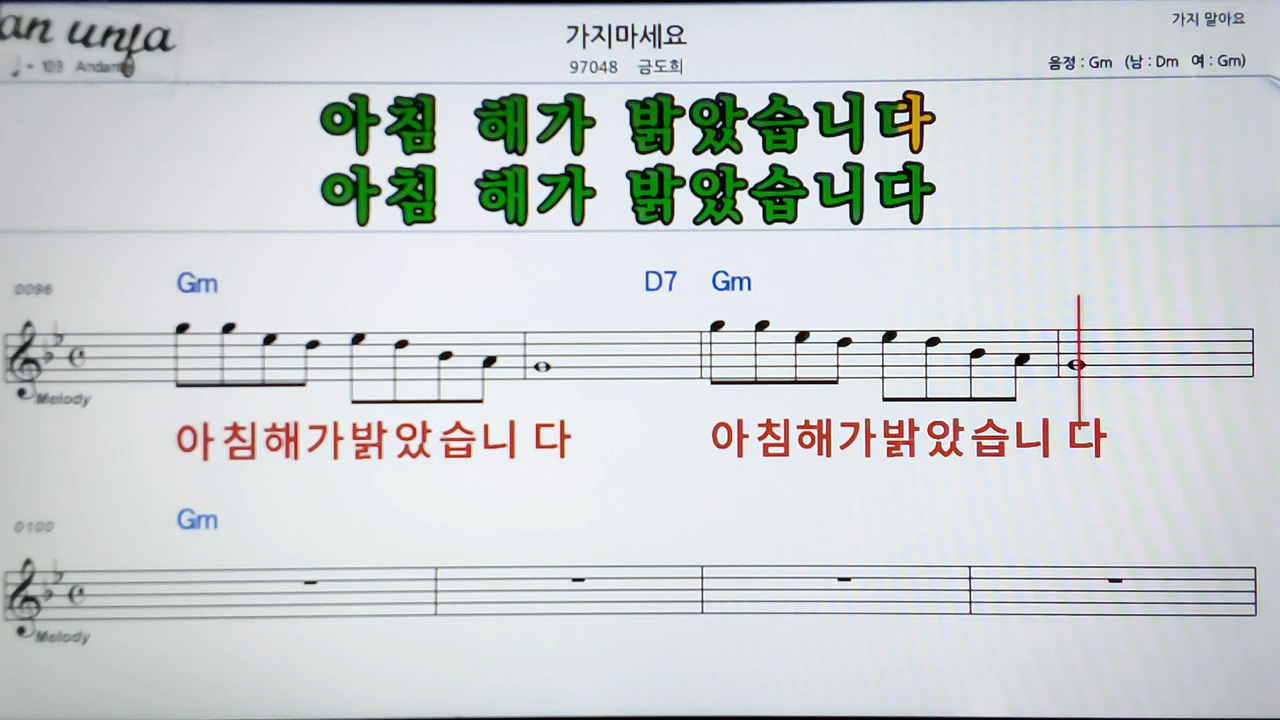 가지 말아요
an unfa
가지마세요
♩= 103 Andante
97048 금도희
음정 : Gm (남 : Dm 여 : Gm)
아침 해가 밝았습니다
아침 해가 밝았습니다
0096
Gm D7 Gm
Melody
아침해가밝았습니 다 아침해가밝았습니 다
0100
Gm
Melody